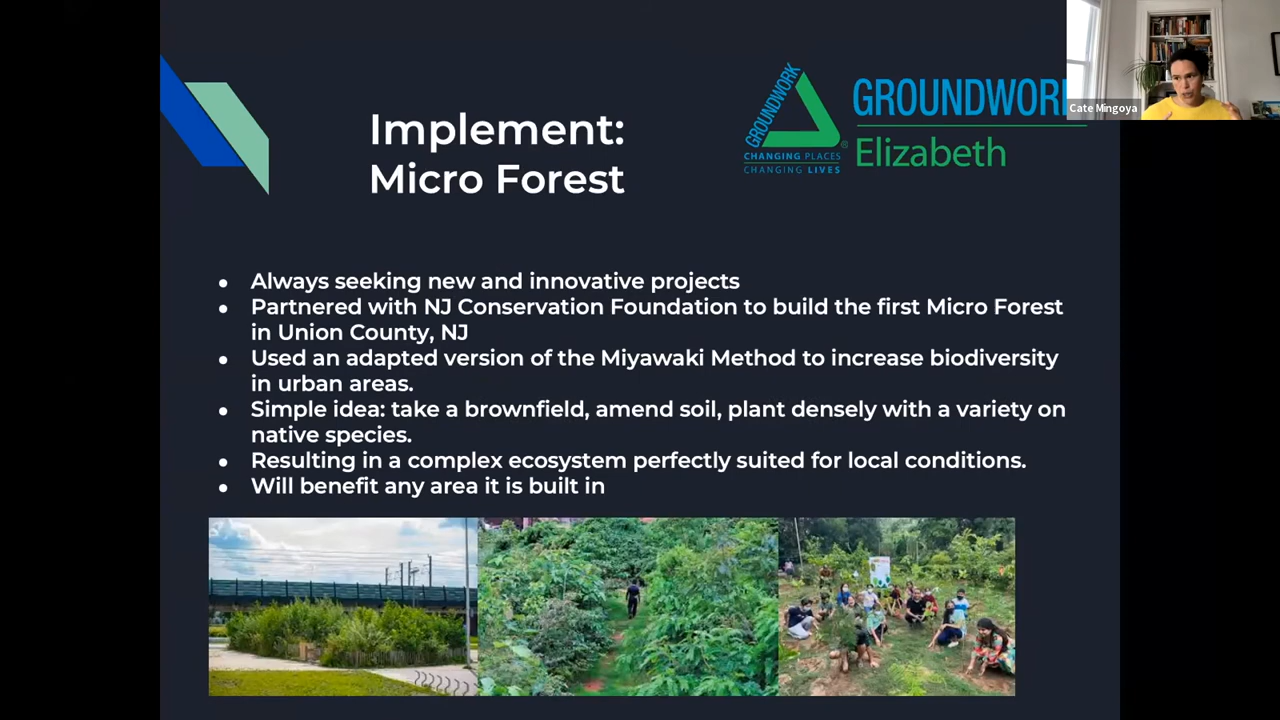 Implement:
Micro Forest
GROUNDWORK
CHANGING PLACES
CHANGING LIVES
®
Elizabeth
Cate Mingoya
● Always seeking new and innovative projects
● Partnered with NJ Conservation Foundation to build the first Micro Forest
in Union County, NJ
● Used an adapted version of the Miyawaki Method to increase biodiversity
in urban areas.
● Simple idea: take a brownfield, amend soil, plant densely with a variety on
native species.
● Resulting in a complex ecosystem perfectly suited for local conditions.
● Will benefit any area it is built in